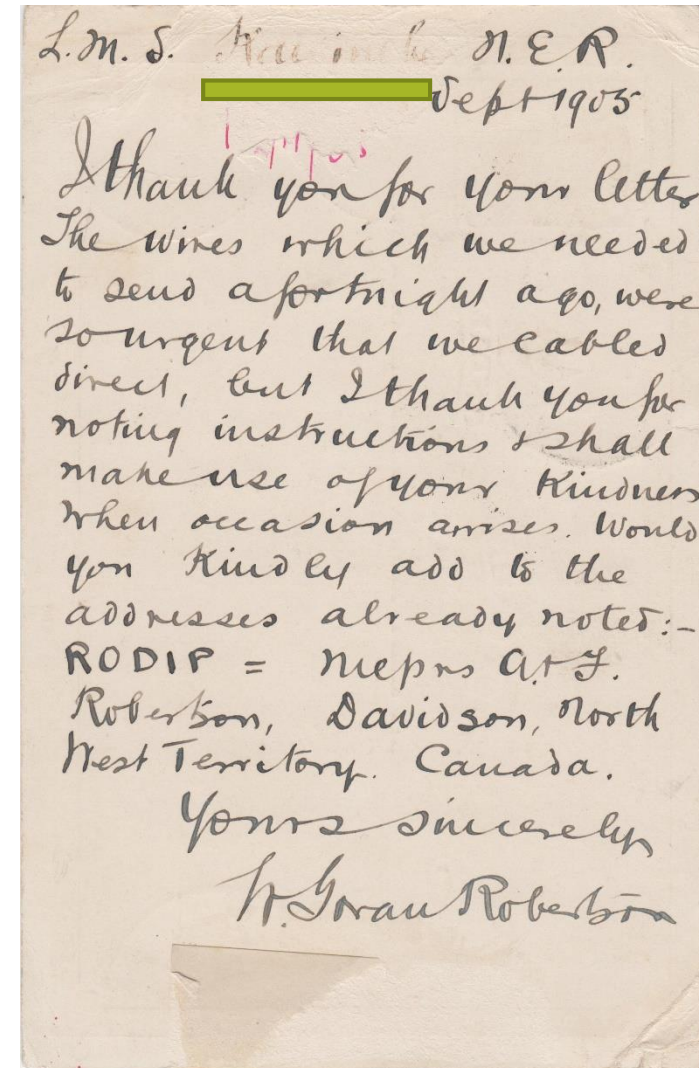 L.M.S. N.E.R.
Sept 1905
I thank you for your letter
The wires which we needed
to send a fortnight ago, were
so urgent that we cabled
direct, but I thank you for
noting instructions & shall
make use of your kindness
when occasion arises. Would
you kindly add to the
addresses already noted:-
RODIP = Messrs A. & J.
Robertson, Davidson, North
West Territory. Canada.
Yours sincerely
W. Govan Robertson